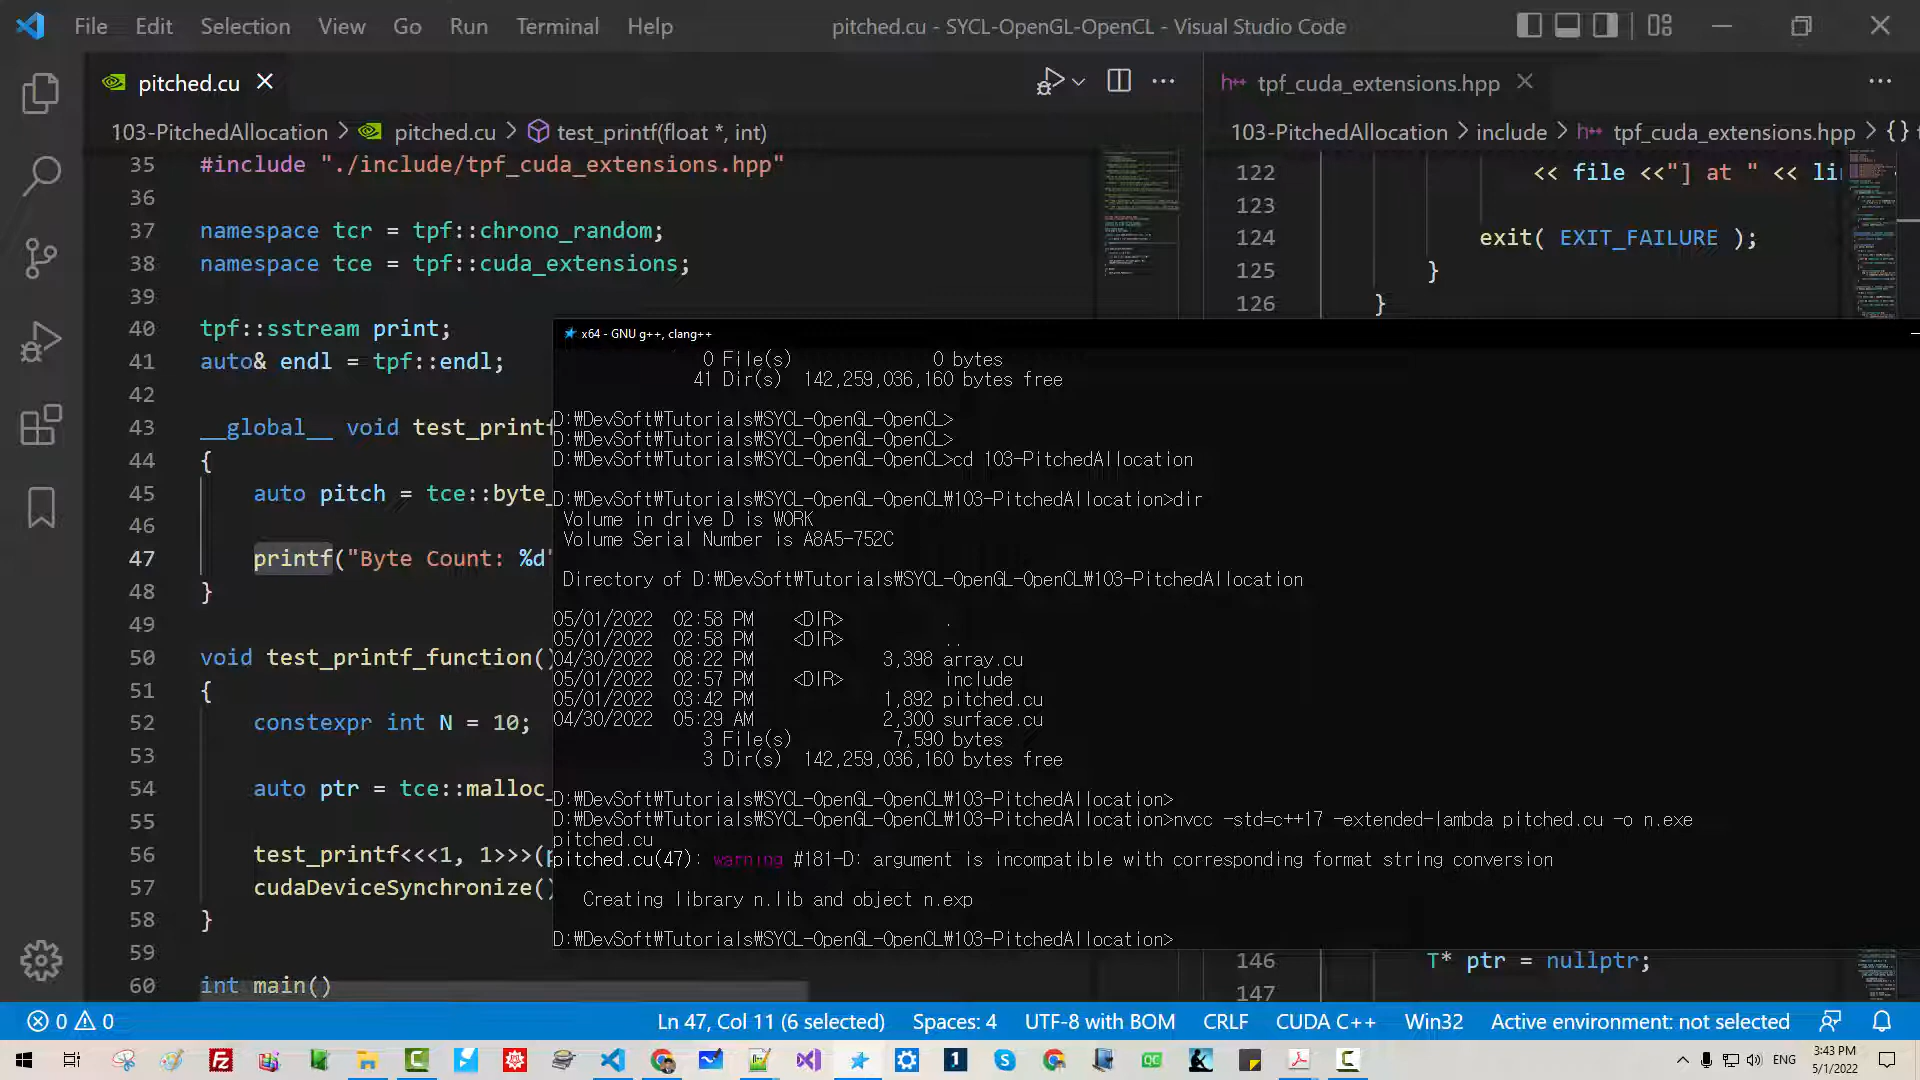 File Edit Selection View Go Run Terminal Help
pitched.cu - SYCL-OpenGL-OpenCL - Visual Studio Code
pitched.cu
103-PitchedAllocation > pitched.cu > test_printf(float *, int)
35 #include "./include/tpf_cuda_extensions.hpp"
36
37 namespace tcr = tpf::chrono_random;
38 namespace tce = tpf::cuda_extensions;
39
40 tpf::sstream print;
41 auto& endl = tpf::endl;
42
43 __global__ void test_printf
44 {
45 auto pitch = tce::byte_
46
47 printf("Byte Count: %d"
48 }
49
50 void test_printf_function()
51 {
52 constexpr int N = 10;
53
54 auto ptr = tce::malloc_
55
56 test_printf<<<1, 1>>>(p
57 cudaDeviceSynchronize()
58 }
59
60 int main()
tpf_cuda_extensions.hpp
103-PitchedAllocation > include > tpf_cuda_extensions.hpp > {}
122 << file <<"] at " << li
123
124 exit( EXIT_FAILURE );
125 }
126 }
146 T* ptr = nullptr;
147
x64 - GNU g++, clang++
0 File(s) 0 bytes
41 Dir(s) 142,259,036,160 bytes free
D:₩DevSoft₩Tutorials₩SYCL-OpenGL-OpenCL>
D:₩DevSoft₩Tutorials₩SYCL-OpenGL-OpenCL>
D:₩DevSoft₩Tutorials₩SYCL-OpenGL-OpenCL>cd 103-PitchedAllocation
D:₩DevSoft₩Tutorials₩SYCL-OpenGL-OpenCL₩103-PitchedAllocation>dir
Volume in drive D is WORK
Volume Serial Number is A8A5-752C
Directory of D:₩DevSoft₩Tutorials₩SYCL-OpenGL-OpenCL₩103-PitchedAllocation
05/01/2022 02:58 PM <DIR> .
05/01/2022 02:58 PM <DIR> ..
04/30/2022 08:22 PM 3,398 array.cu
05/01/2022 02:57 PM <DIR> include
05/01/2022 03:42 PM 1,892 pitched.cu
04/30/2022 05:29 AM 2,300 surface.cu
3 File(s) 7,590 bytes
3 Dir(s) 142,259,036,160 bytes free
D:₩DevSoft₩Tutorials₩SYCL-OpenGL-OpenCL₩103-PitchedAllocation>
D:₩DevSoft₩Tutorials₩SYCL-OpenGL-OpenCL₩103-PitchedAllocation>nvcc -std=c++17 -extended-lambda pitched.cu -o n.exe
pitched.cu
pitched.cu(47): warning #181-D: argument is incompatible with corresponding format string conversion
Creating library n.lib and object n.exp
D:₩DevSoft₩Tutorials₩SYCL-OpenGL-OpenCL₩103-PitchedAllocation>
0 0 Ln 47, Col 11 (6 selected) Spaces: 4 UTF-8 with BOM CRLF CUDA C++ Win32 Active environment: not selected
ENG
3:43 PM
5/1/2022